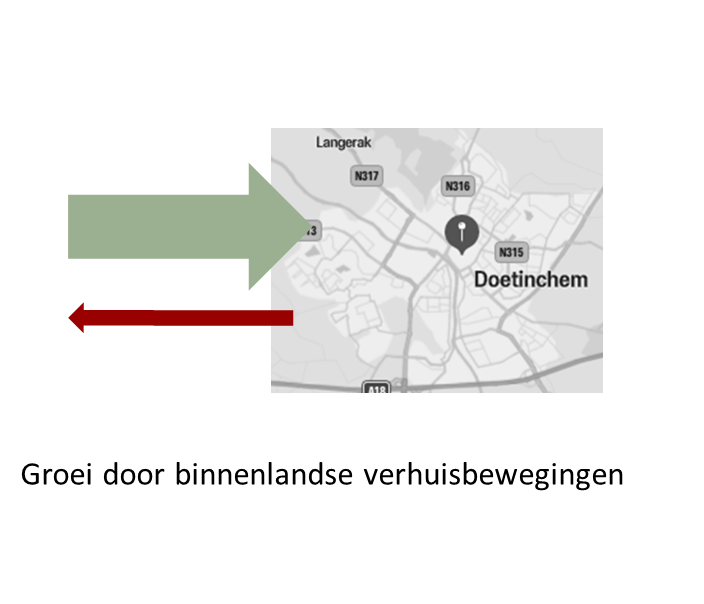 Langerak
N317
N316
N315
Doetinchem
A18
Groei door binnenlandse verhuisbewegingen